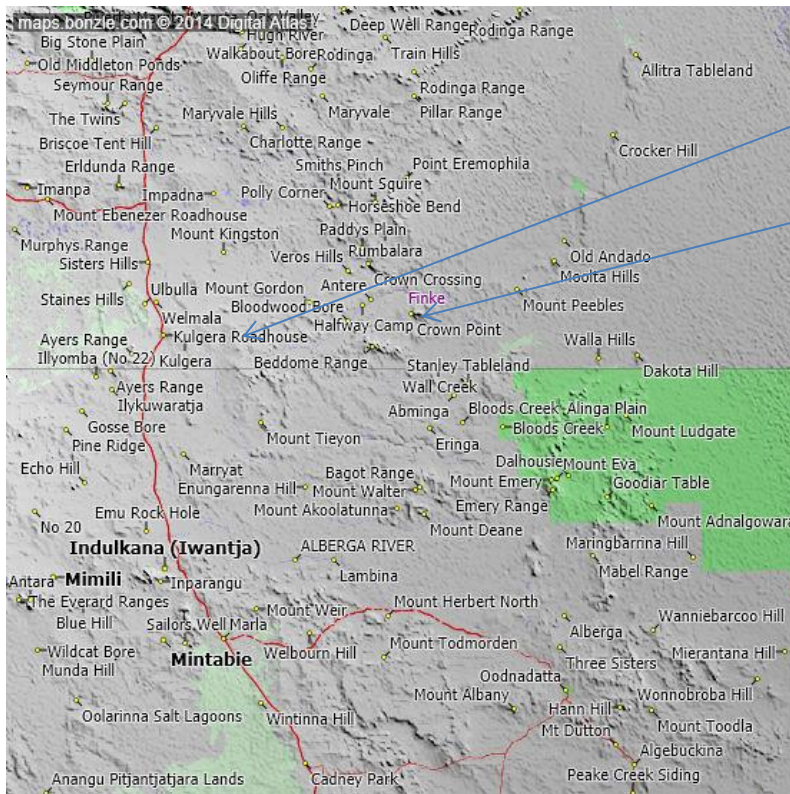 maps.bonzle.com © 2014 Digital Atlas
Deep Well Range
Hugh River
Rodinga Range
Big Stone Plain
Walkabout Bore
Rodinga
Train Hills
Old Middleton Ponds
Oliffe Range
Allitra Tableland
Seymour Range
Rodinga Range
The Twins
Maryvale Hills
Maryvale
Pillar Range
Briscoe Tent Hill
Charlotte Range
Crocker Hill
Erldunda Range
Smiths Pinch
Point Eremophila
Imanpa
Impadna
Polly Corner
Mount Squire
Mount Ebenezer Roadhouse
Horseshoe Bend
Mount Kingston
Paddys Plain
Murphys Range
Sisters Hills
Veros Hills
Rumbalara
Old Andado
Moolta Hills
Staines Hills
Ulbulla
Mount Gordon
Antere
Crown Crossing
Bloodwood Bore
Finke
Mount Peebles
Welmala
Halfway Camp
Crown Point
Ayers Range
Kulgera Roadhouse
Walla Hills
Illyomba (No 22)
Kulgera
Beddome Range
Stanley Tableland
Dakota Hill
Ayers Range
Wall Creek
Ilykuwaratja
Abminga
Bloods Creek
Alinga Plain
Gosse Bore
Mount Tieyon
Bloods Creek
Mount Ludgate
Pine Ridge
Eringa
Echo Hill
Marryat
Bagot Range
Dalhousie
Mount Eva
Enungarenna Hill
Mount Walter
Mount Emery
Goodiar Table
No 20
Emu Rock Hole
Mount Akoolatunna
Emery Range
Mount Deane
Mount Adnalgowara
Indulkana (Iwantja)
ALBERGA RIVER
Maringbarrina Hill
Antara
Mimili
Inparangu
Lambina
Mabel Range
The Everard Ranges
Mount Weir
Mount Herbert North
Blue Hill
Sailors Well
Marla
Alberga
Wanniebarcoo Hill
Wildcat Bore
Mintabie
Welbourn Hill
Mount Todmorden
Three Sisters
Mierantana Hill
Munda Hill
Oodnadatta
Mount Albany
Wonnobroba Hill
Oolarinna Salt Lagoons
Wintinna Hill
Hann Hill
Mount Toodla
Mt Dutton
Algebuckina
Anangu Pitjantjatjara Lands
Cadney Park
Peake Creek Siding